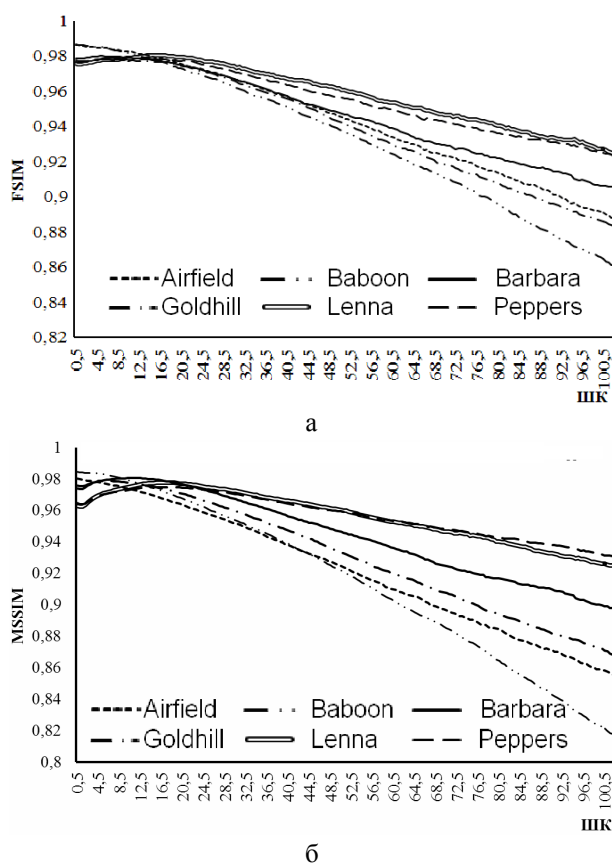 1
0,98
0,96
0,94
0,92
0,9
0,88
0,86
0,84
0,82
FSIM
Airfield Baboon Barbara
Goldhill Lenna Peppers
0,5 4,5 8,5 12,5 16,5 20,5 24,5 28,5 32,5 36,5 40,5 44,5 48,5 52,5 56,5 60,5 64,5 68,5 72,5 76,5 80,5 84,5 88,5 92,5 96,5 100,5
ШК
а
1
0,98
0,96
0,94
0,92
0,9
0,88
0,86
0,84
0,82
0,8
MSSIM
Airfield Baboon Barbara
Goldhill Lenna Peppers
0,5 4,5 8,5 12,5 16,5 20,5 24,5 28,5 32,5 36,5 40,5 44,5 48,5 52,5 56,5 60,5 64,5 68,5 72,5 76,5 80,5 84,5 88,5 92,5 96,5 100,5
ШК
б